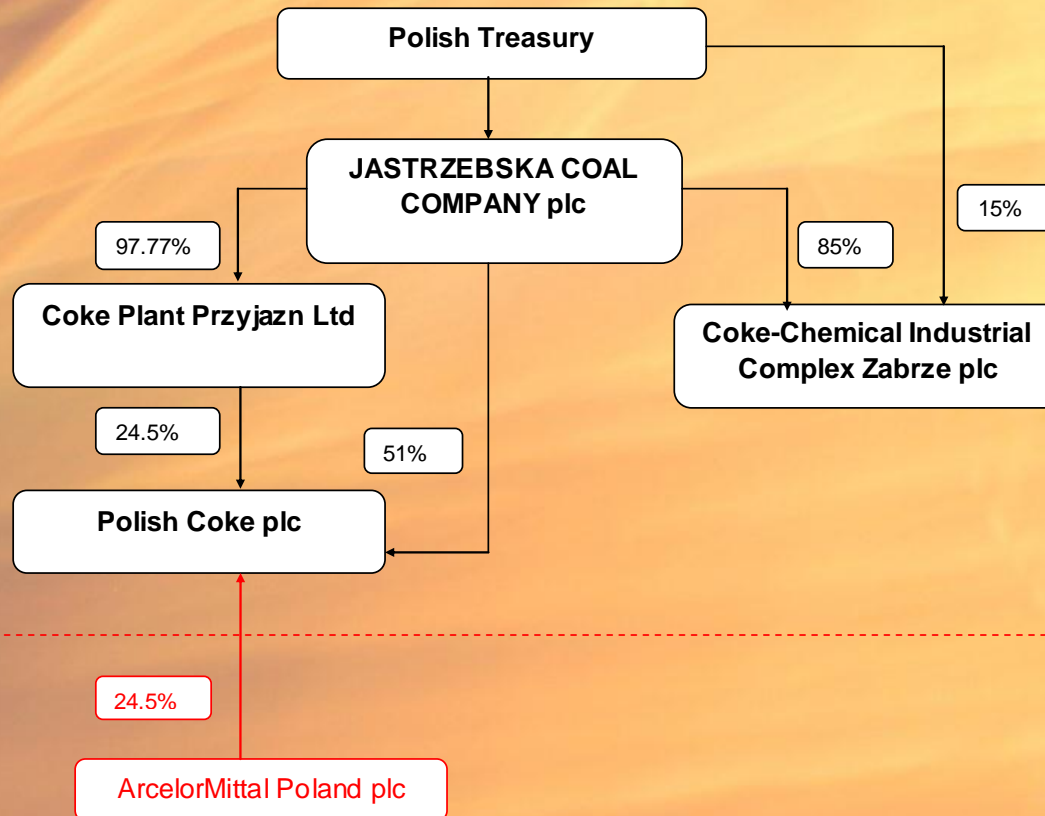 Polish Treasury
JASTRZEBSKA COAL
COMPANY plc
15%
97.77%
85%
Coke Plant Przyjazn Ltd
Coke-Chemical Industrial
Complex Zabrze plc
24.5%
51%
Polish Coke plc
24.5%
ArcelorMittal Poland plc